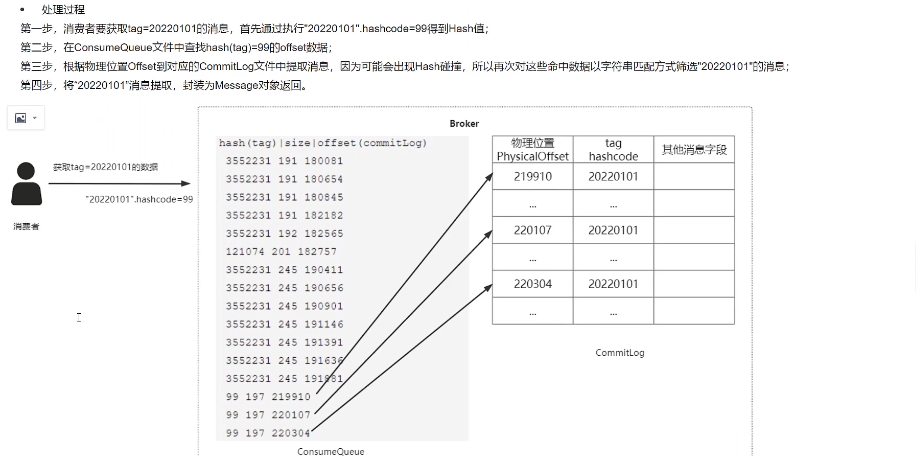 • 处理过程
第一步，消费者要获取tag=20220101的消息，首先通过执行"20220101".hashcode=99得到Hash值；
第二步，在ConsumeQueue文件中查找hash(tag)=99的offset数据；
第三步，根据物理位置Offset到对应的CommitLog文件中提取消息，因为可能会出现Hash碰撞，所以再次对这些命中数据以字符串匹配方式筛选"20220101"的消息；
第四步，将"20220101"消息提取，封装为Message对象返回。
Broker
获取tag=20220101的数据
"20220101".hashcode=99
消费者
hash(tag)|size|offset(commitLog)
3552231 191 180081
3552231 191 180654
3552231 191 180845
3552231 191 182182
3552231 192 182565
121074 201 182757
3552231 245 190411
3552231 245 190656
3552231 245 190901
3552231 245 191146
3552231 245 191391
3552231 245 191636
3552231 245 191881
99 197 219910
99 197 220107
99 197 220304
ConsumeQueue
物理位置 PhysicalOffset tag hashcode 其他消息字段
219910 20220101
... ...
220107 20220101
... ...
220304 20220101
... ...
CommitLog